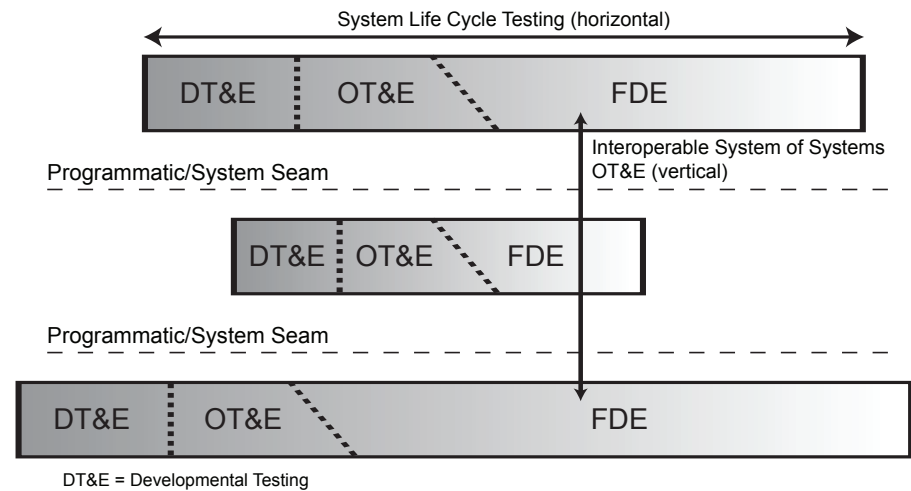 System Life Cycle Testing (horizontal)
DT&E OT&E FDE
Interoperable System of Systems
OT&E (vertical)
Programmatic/System Seam
DT&E OT&E FDE
Programmatic/System Seam
DT&E OT&E FDE
DT&E = Developmental Testing